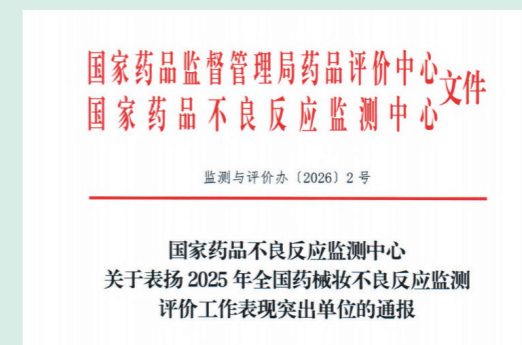 国家药品监督管理局药品评价中心
国家药品不良反应监测中心
文件
监测与评价办〔2026〕2号
国家药品不良反应监测中心
关于表扬2025年全国药械妆不良反应监测
评价工作表现突出单位的通报